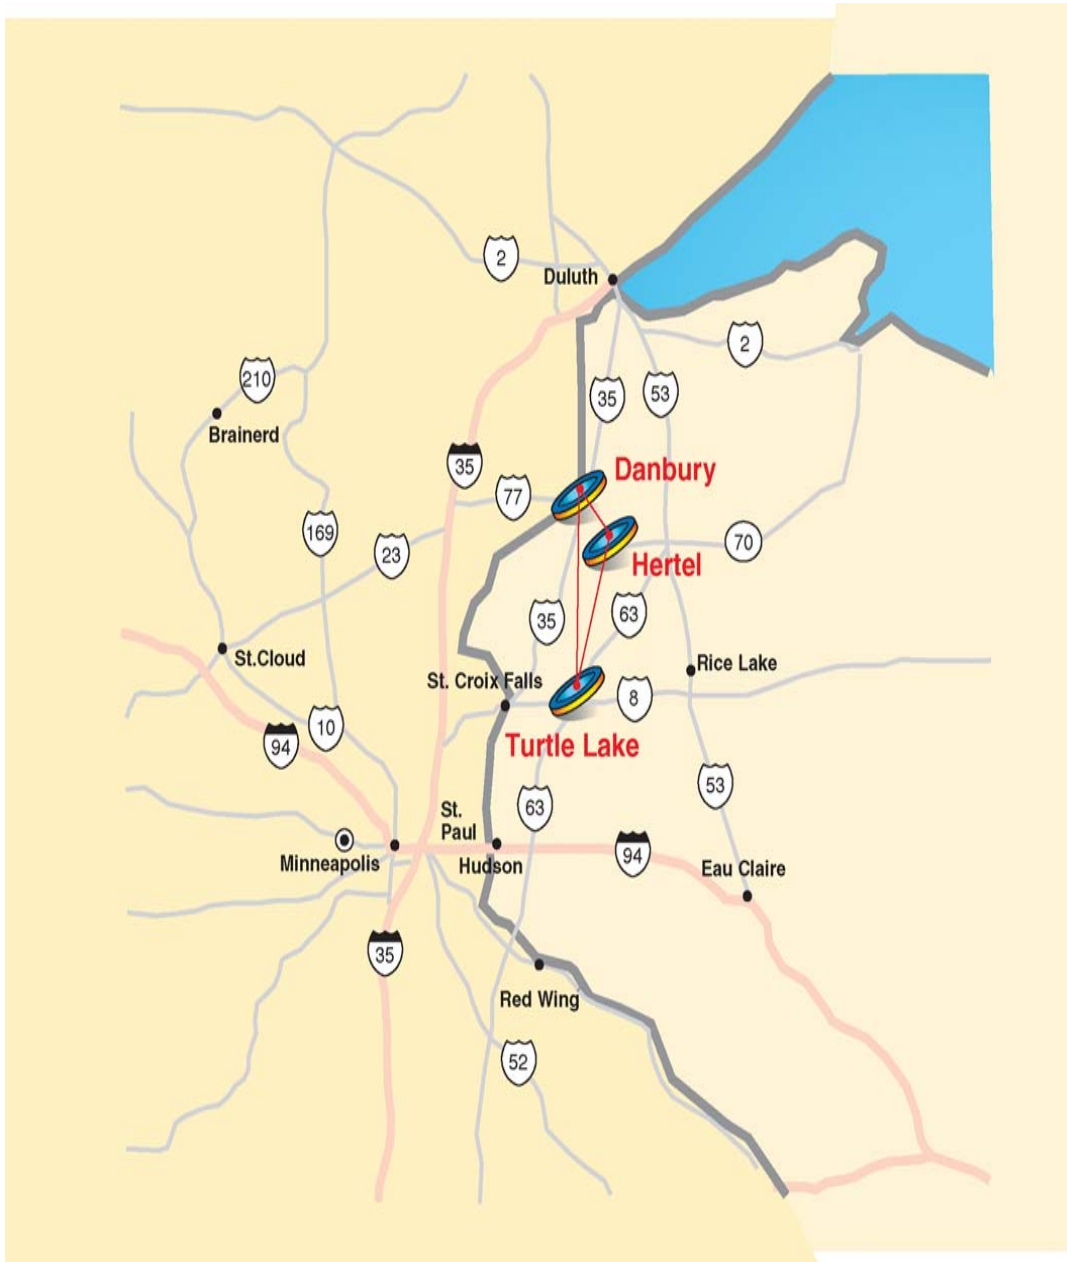 2
Duluth
2
210
35
53
Brainerd
35
Danbury
77
169
23
70
Hertel
35
63
St.Cloud
Rice Lake
St. Croix Falls
8
10
94
Turtle Lake
53
63
St.
Paul
94
Minneapolis
Hudson
Eau Claire
35
Red Wing
52